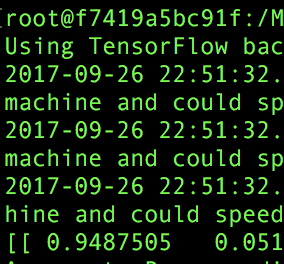 [root@f7419a5bc91f:/M
Using TensorFlow bac
2017-09-26 22:51:32.
machine and could sp
2017-09-26 22:51:32.
machine and could sp
2017-09-26 22:51:32.
hine and could speed
[[ 0.9487505   0.051